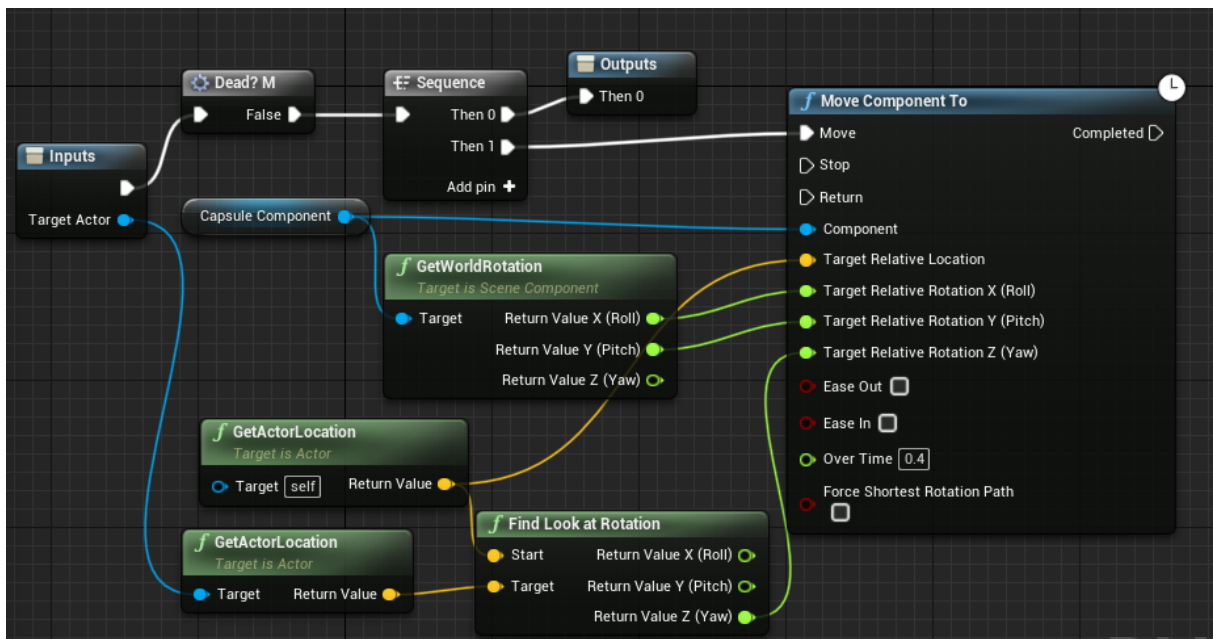 Inputs
Target Actor
Dead? M
False
Sequence
Then 0
Then 1
Add pin
Outputs
Then 0
Capsule Component
GetWorldRotation
Target is Scene Component
Target
Return Value X (Roll)
Return Value Y (Pitch)
Return Value Z (Yaw)
GetActorLocation
Target is Actor
Target self
Return Value
GetActorLocation
Target is Actor
Target
Return Value
Find Look at Rotation
Start
Return Value X (Roll)
Target
Return Value Y (Pitch)
Return Value Z (Yaw)
Move Component To
Move
Completed
Stop
Return
Component
Target Relative Location
Target Relative Rotation X (Roll)
Target Relative Rotation Y (Pitch)
Target Relative Rotation Z (Yaw)
Ease Out
Ease In
Over Time 0.4
Force Shortest Rotation Path